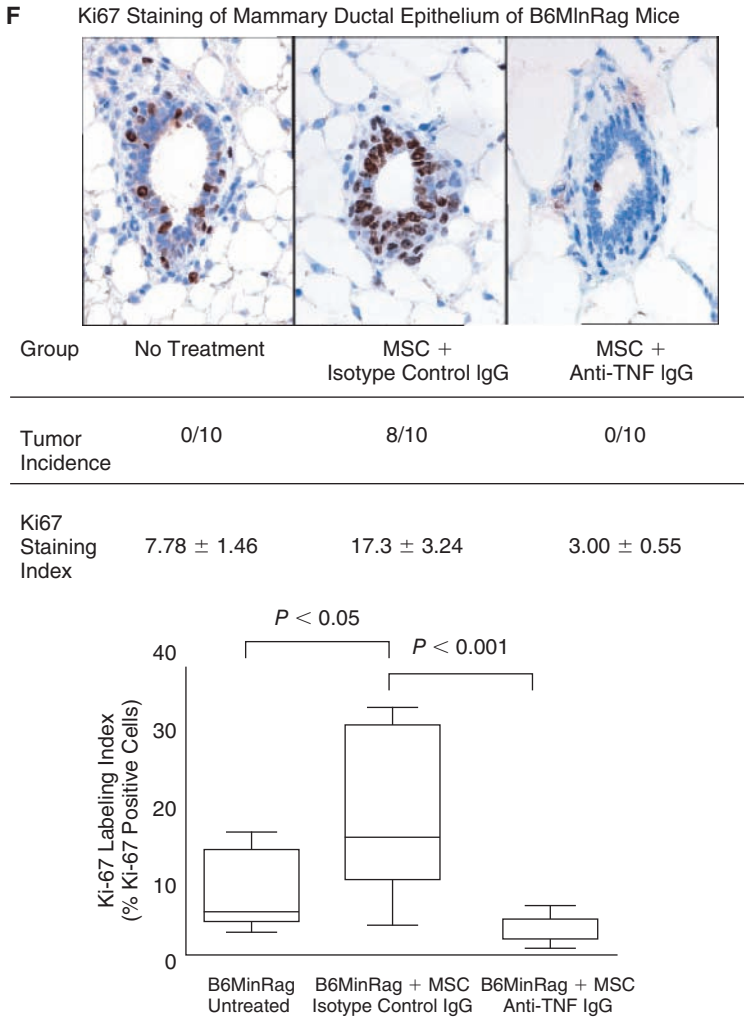 F Ki67 Staining of Mammary Ductal Epithelium of B6MInRag Mice
Group No Treatment MSC + Isotype Control IgG MSC + Anti-TNF IgG
Tumor Incidence 0/10 8/10 0/10
Ki67 Staining Index 7.78 ± 1.46 17.3 ± 3.24 3.00 ± 0.55
P < 0.05
P < 0.001
Ki-67 Labeling Index
(% Ki-67 Positive Cells)
40
30
20
10
0
B6MinRag Untreated
B6MinRag + MSC Isotype Control IgG
B6MinRag + MSC Anti-TNF IgG